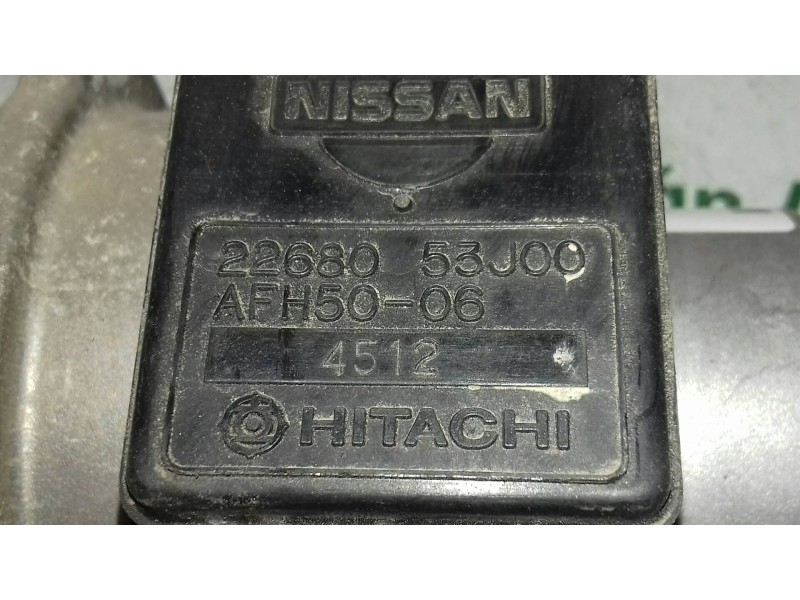 NISSAN
22680 53J00
AFH50-06
4512
HITACHI